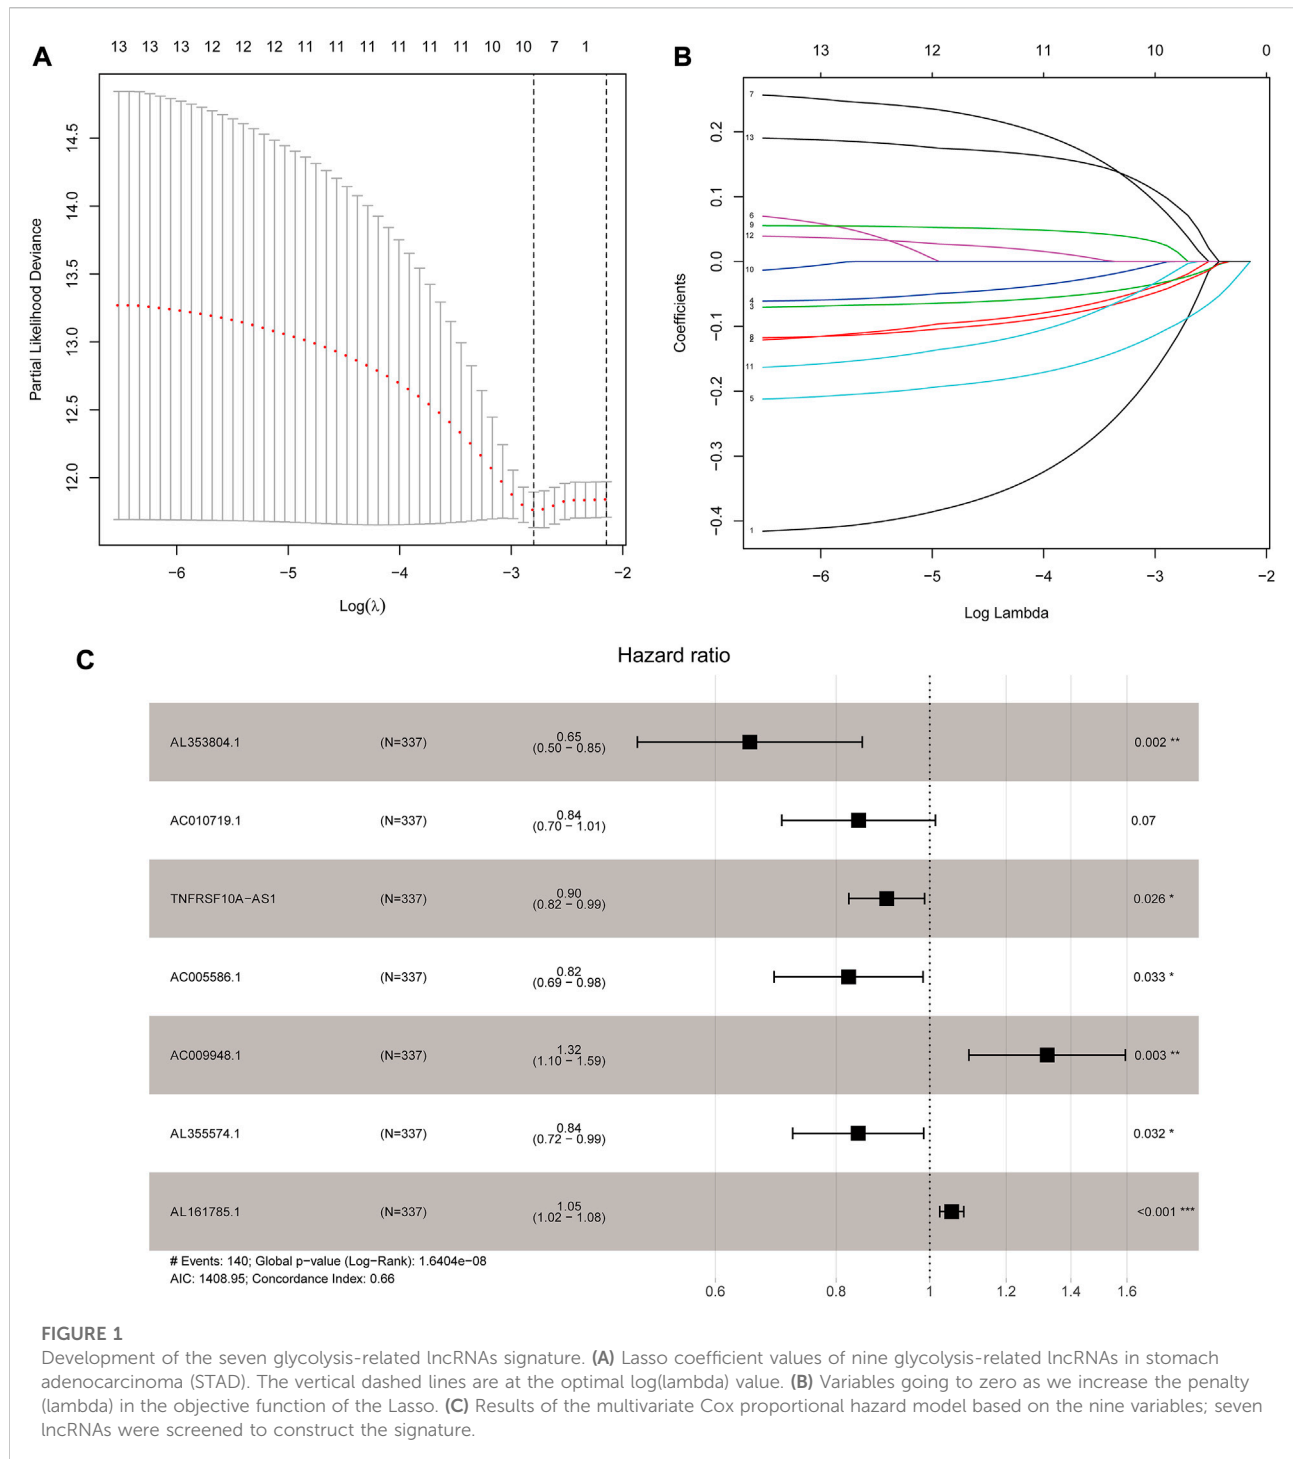 A
13 13 13 12 12 12 11 11 11 11 11 11 10 10 7 1
14.5
14.0
13.5
13.0
12.5
12.0
Partial Likelihood Deviance
−6 −5 −4 −3 −2
Log(λ)
B
13 12 11 10 0
0.2
0.1
0.0
−0.1
−0.2
−0.3
−0.4
Coefficients
7
13
6
9
12
10
4
3
2
11
5
1
−6 −5 −4 −3 −2
Log Lambda
C
Hazard ratio
AL353804.1 (N=337) 0.65 0.002 **
(0.50 − 0.85)
AC010719.1 (N=337) 0.84 0.07
(0.70 − 1.01)
TNFRSF10A−AS1 (N=337) 0.90 0.026 *
(0.82 − 0.99)
AC005586.1 (N=337) 0.82 0.033 *
(0.69 − 0.98)
AC009948.1 (N=337) 1.32 0.003 **
(1.10 − 1.59)
AL355574.1 (N=337) 0.84 0.032 *
(0.72 − 0.99)
AL161785.1 (N=337) 1.05 <0.001 ***
(1.02 − 1.08)
# Events: 140; Global p−value (Log−Rank): 1.6404e−08
AIC: 1408.95; Concordance Index: 0.66
0.6 0.8 1 1.2 1.4 1.6
FIGURE 1
Development of the seven glycolysis-related lncRNAs signature. (A) Lasso coefficient values of nine glycolysis-related lncRNAs in stomach
adenocarcinoma (STAD). The vertical dashed lines are at the optimal log(lambda) value. (B) Variables going to zero as we increase the penalty
(lambda) in the objective function of the Lasso. (C) Results of the multivariate Cox proportional hazard model based on the nine variables; seven
lncRNAs were screened to construct the signature.